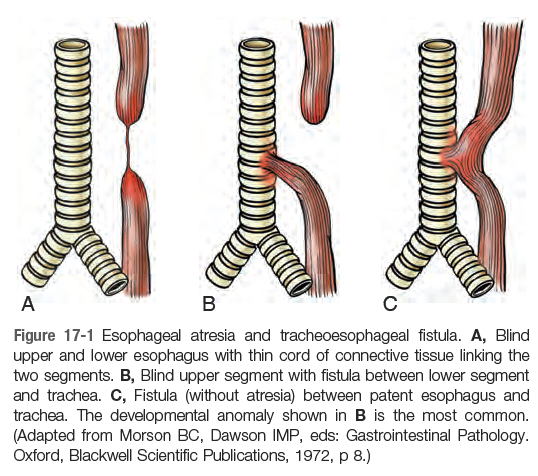 A
B
C
Figure 17-1 Esophageal atresia and tracheoesophageal fistula. A, Blind
upper and lower esophagus with thin cord of connective tissue linking the
two segments. B, Blind upper segment with fistula between lower segment
and trachea. C, Fistula (without atresia) between patent esophagus and
trachea. The developmental anomaly shown in B is the most common.
(Adapted from Morson BC, Dawson IMP, eds: Gastrointestinal Pathology.
Oxford, Blackwell Scientific Publications, 1972, p 8.)